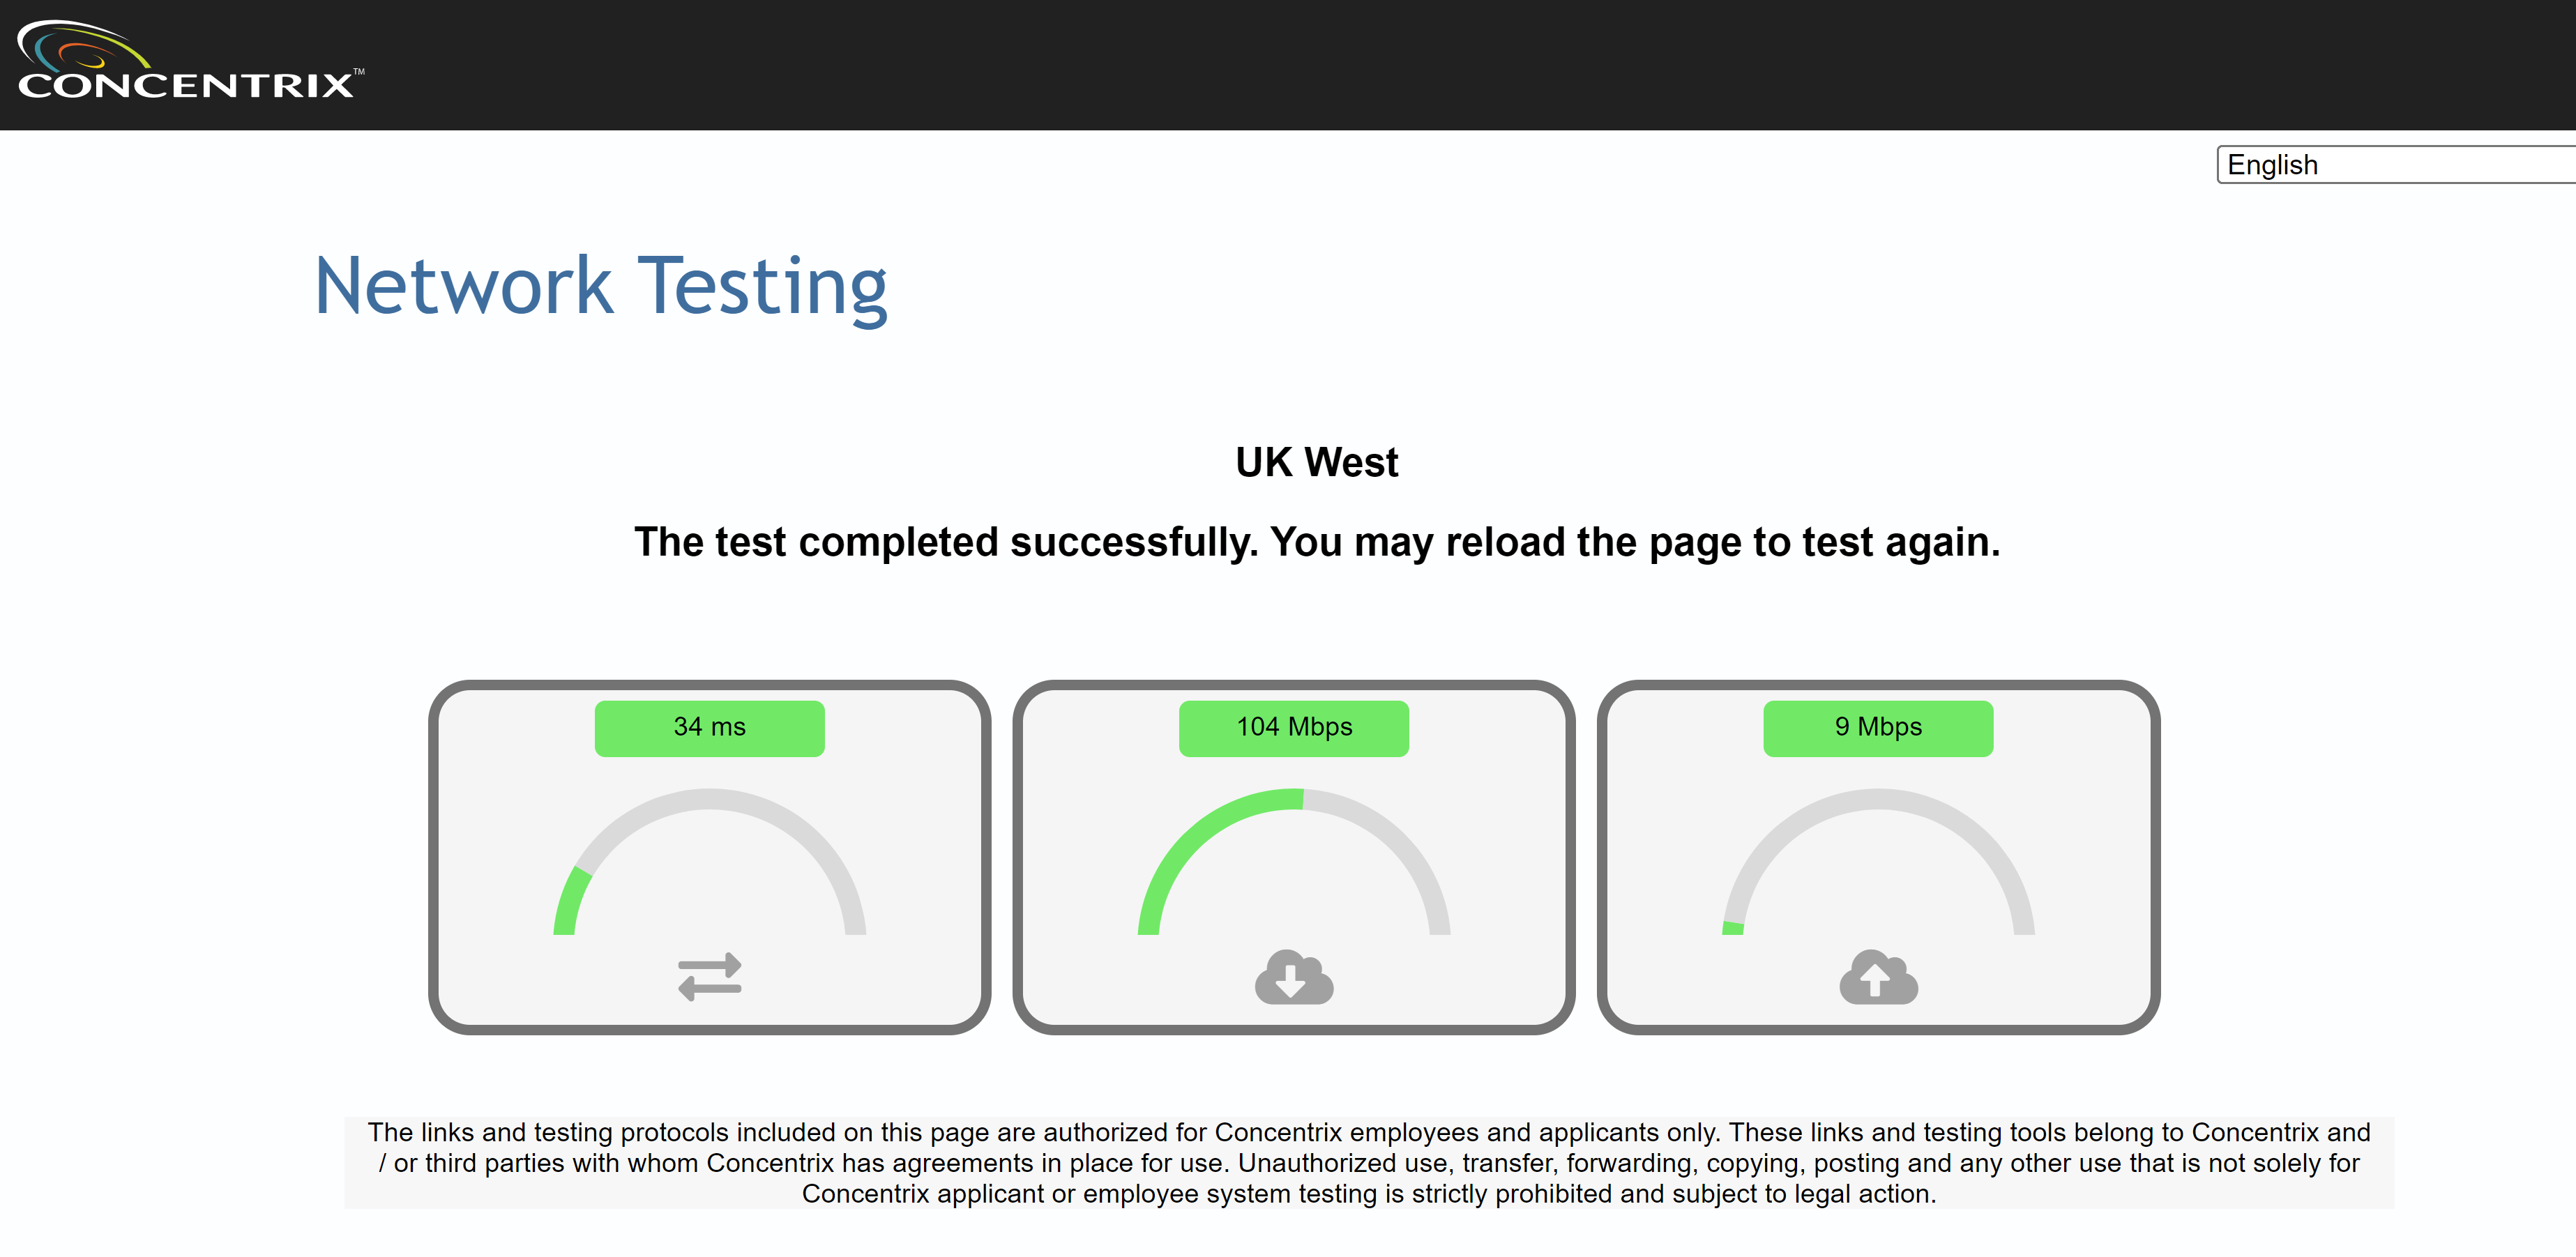 CONCENTRIX™
English
Network Testing
UK West
The test completed successfully. You may reload the page to test again.
34 ms
104 Mbps
9 Mbps
The links and testing protocols included on this page are authorized for Concentrix employees and applicants only. These links and testing tools belong to Concentrix and
/ or third parties with whom Concentrix has agreements in place for use. Unauthorized use, transfer, forwarding, copying, posting and any other use that is not solely for
Concentrix applicant or employee system testing is strictly prohibited and subject to legal action.